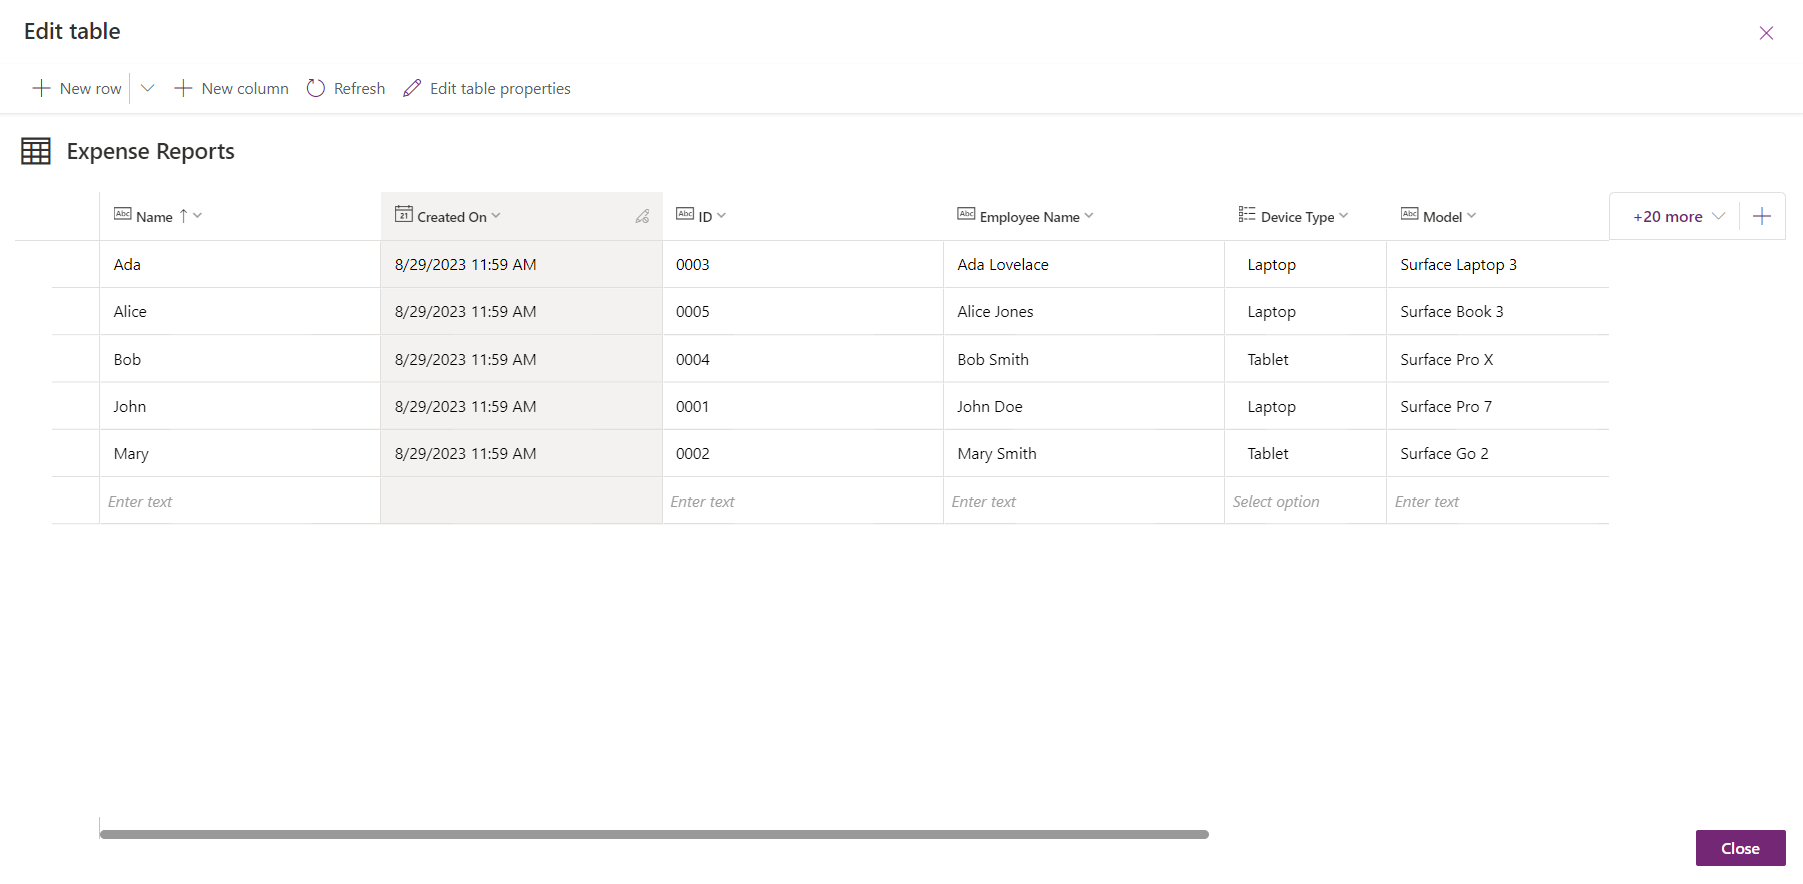 Edit table
New row New column Refresh Edit table properties
Expense Reports
Abc Name 21 Created On Abc ID Abc Employee Name Device Type Abc Model +20 more
Ada 8/29/2023 11:59 AM 0003 Ada Lovelace Laptop Surface Laptop 3
Alice 8/29/2023 11:59 AM 0005 Alice Jones Laptop Surface Book 3
Bob 8/29/2023 11:59 AM 0004 Bob Smith Tablet Surface Pro X
John 8/29/2023 11:59 AM 0001 John Doe Laptop Surface Pro 7
Mary 8/29/2023 11:59 AM 0002 Mary Smith Tablet Surface Go 2
Enter text Enter text Enter text Select option Enter text
Close